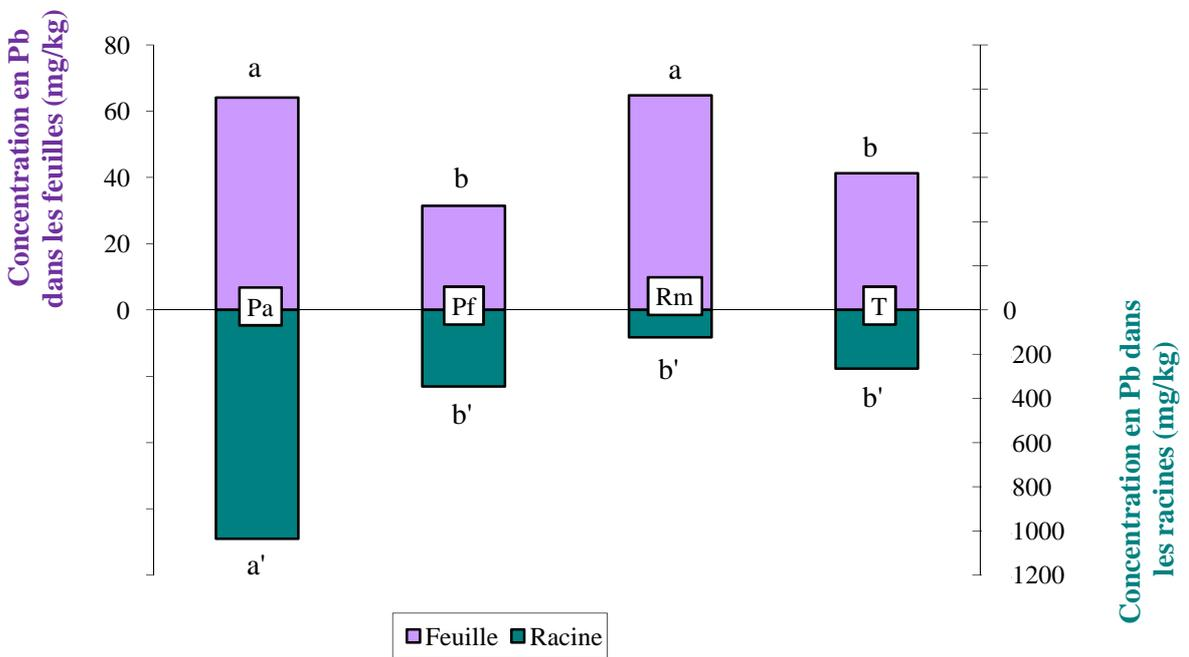 Concentration en Pb
dans les feuilles (mg/kg)
80
60
40
20
0
a
b
a
b
Pa
Pf
Rm
T
a'
b'
b'
b'
0
200
400
600
800
1000
1200
Concentration en Pb dans
les racines (mg/kg)
Feuille Racine